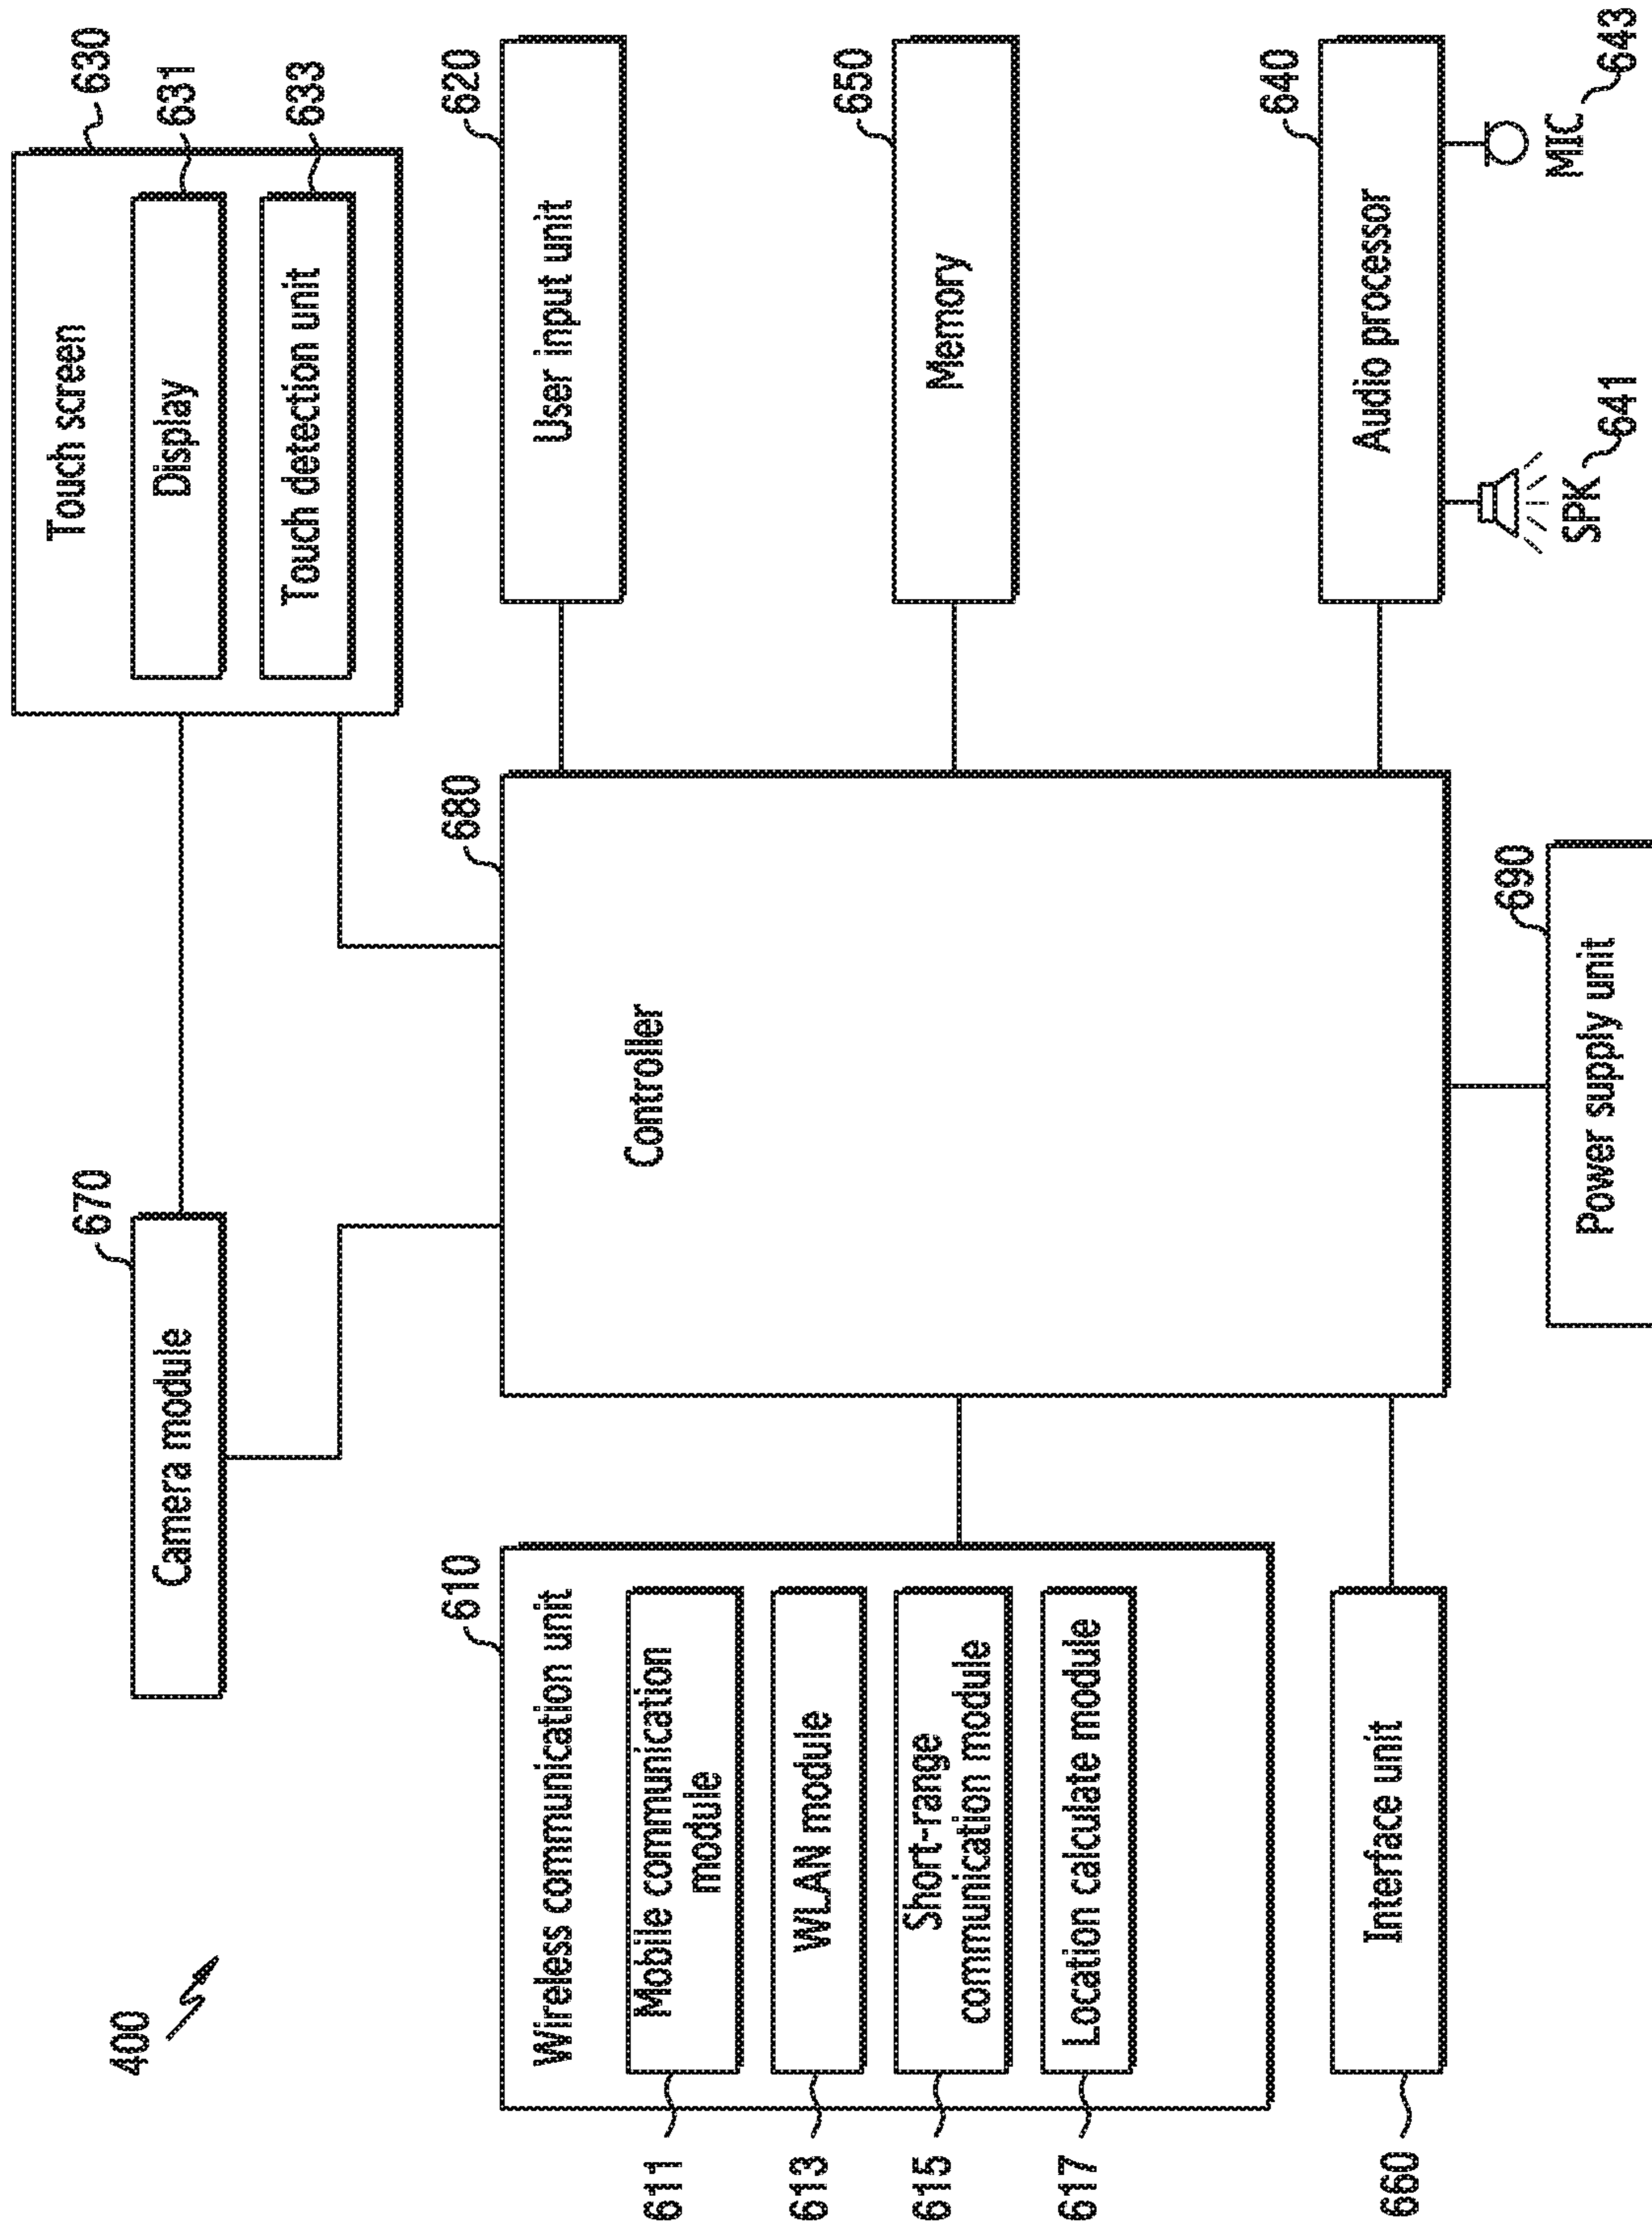 400
670
Camera module
630
Touch screen
631
Display
633
Touch detection unit
610
Wireless communication unit
611
Mobile communication
module
613
WLAN module
615
Short-range
communication module
617
Location calculate module
660
Interface unit
680
Controller
620
User input unit
650
Memory
640
Audio processor
SPK
641
MIC
643
690
Power supply unit